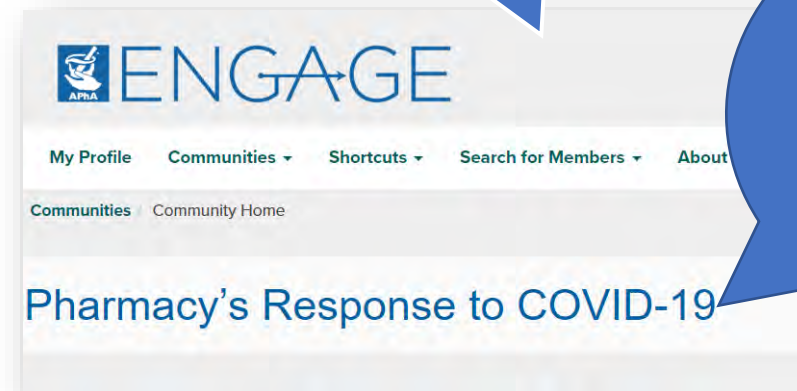 APhA
ENGAGE
My Profile Communities Shortcuts Search for Members About
Communities / Community Home
Pharmacy's Response to COVID-19